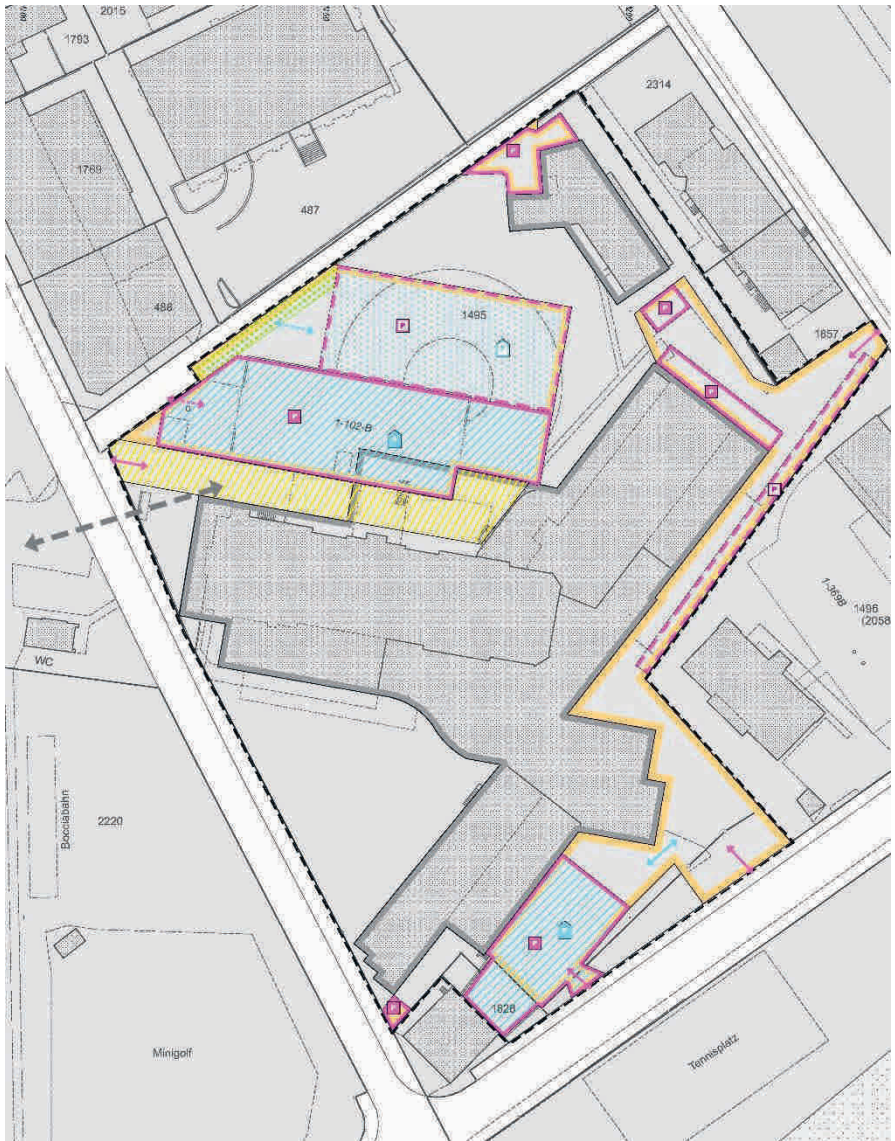 2015
1793
2314
1769
487
488
1495
1657
P
P
P
P
P
P
1-102-B
P
1-369B
1496
(2058
WC
Bocciabahn
2220
P
1828
P
Minigolf
Tennisplatz